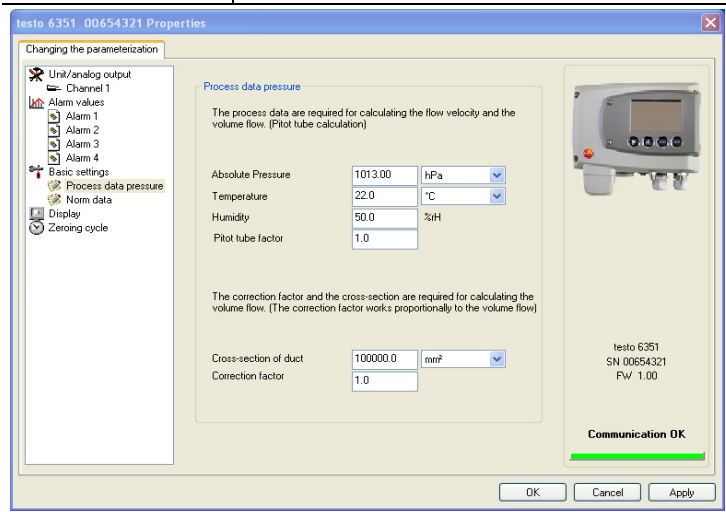 testo 6351 00654321 Properties
Changing the parameterization
Unit/analog output
Channel 1
Alarm values
Alarm 1
Alarm 2
Alarm 3
Alarm 4
Basic settings
Process data pressure
Norm data
Display
Zeroing cycle
Process data pressure
The process data are required for calculating the flow velocity and the
volume flow. (Pitot tube calculation)
Absolute Pressure 1013.00 hPa
Temperature 22.0 °C
Humidity 50.0 %rH
Pitot tube factor 1.0
The correction factor and the cross-section are required for calculating the
volume flow. (The correction factor works proportionally to the volume flow)
Cross-section of duct 100000.0 mm²
Correction factor 1.0
testo 6351
SN 00654321
FW 1.00
Communication OK
OK Cancel Apply